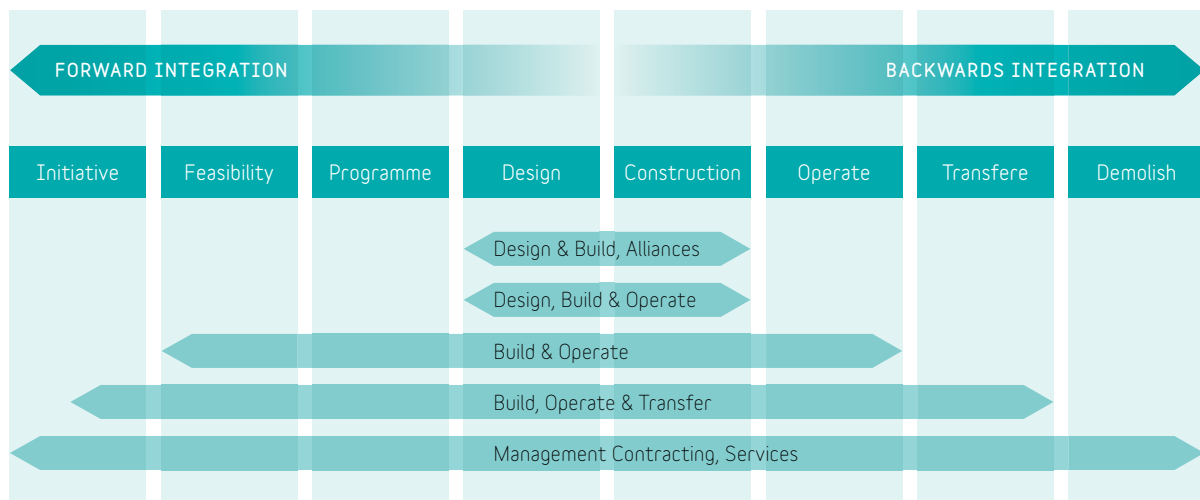 FORWARD INTEGRATION
BACKWARDS INTEGRATION
Initiative
Feasibility
Programme
Design
Construction
Operate
Transfere
Demolish
Design & Build, Alliances
Design, Build & Operate
Build & Operate
Build, Operate & Transfer
Management Contracting, Services